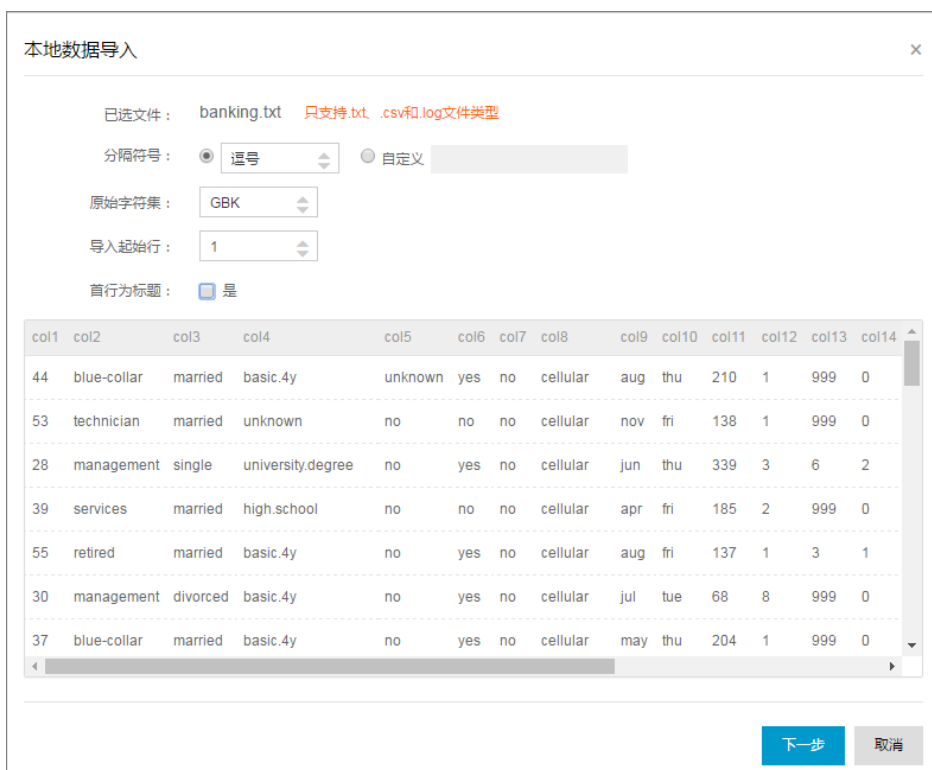 本地数据导入 ×
已选文件： banking.txt 只支持.txt、.csv和.log文件类型
分隔符号： 逗号 自定义
原始字符集： GBK
导入起始行： 1
首行为标题： 是
col1 col2 col3 col4 col5 col6 col7 col8 col9 col10 col11 col12 col13 col14
44 blue-collar married basic.4y unknown yes no cellular aug thu 210 1 999 0
53 technician married unknown no no no cellular nov fri 138 1 999 0
28 management single university.degree no yes no cellular jun thu 339 3 6 2
39 services married high.school no no no cellular apr fri 185 2 999 0
55 retired married basic.4y no yes no cellular aug fri 137 1 3 1
30 management divorced basic.4y no yes no cellular jul tue 68 8 999 0
37 blue-collar married basic.4y no yes no cellular may thu 204 1 999 0
下一步 取消